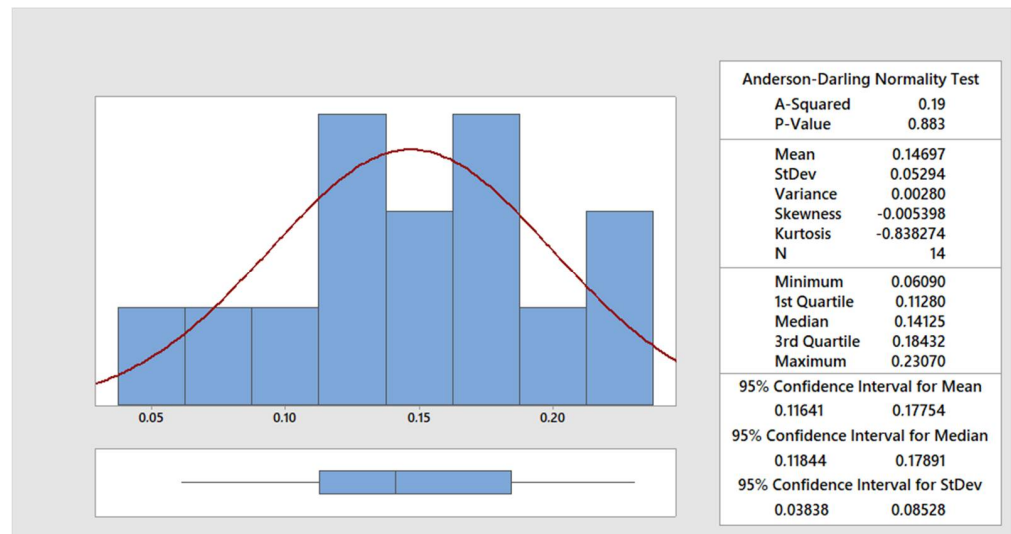 Anderson-Darling Normality Test
A-Squared 0.19
P-Value 0.883
Mean 0.14697
StDev 0.05294
Variance 0.00280
Skewness -0.005398
Kurtosis -0.838274
N 14
Minimum 0.06090
1st Quartile 0.11280
Median 0.14125
3rd Quartile 0.18432
Maximum 0.23070
95% Confidence Interval for Mean
0.11641 0.17754
95% Confidence Interval for Median
0.11844 0.17891
95% Confidence Interval for StDev
0.03838 0.08528
0.05 0.10 0.15 0.20